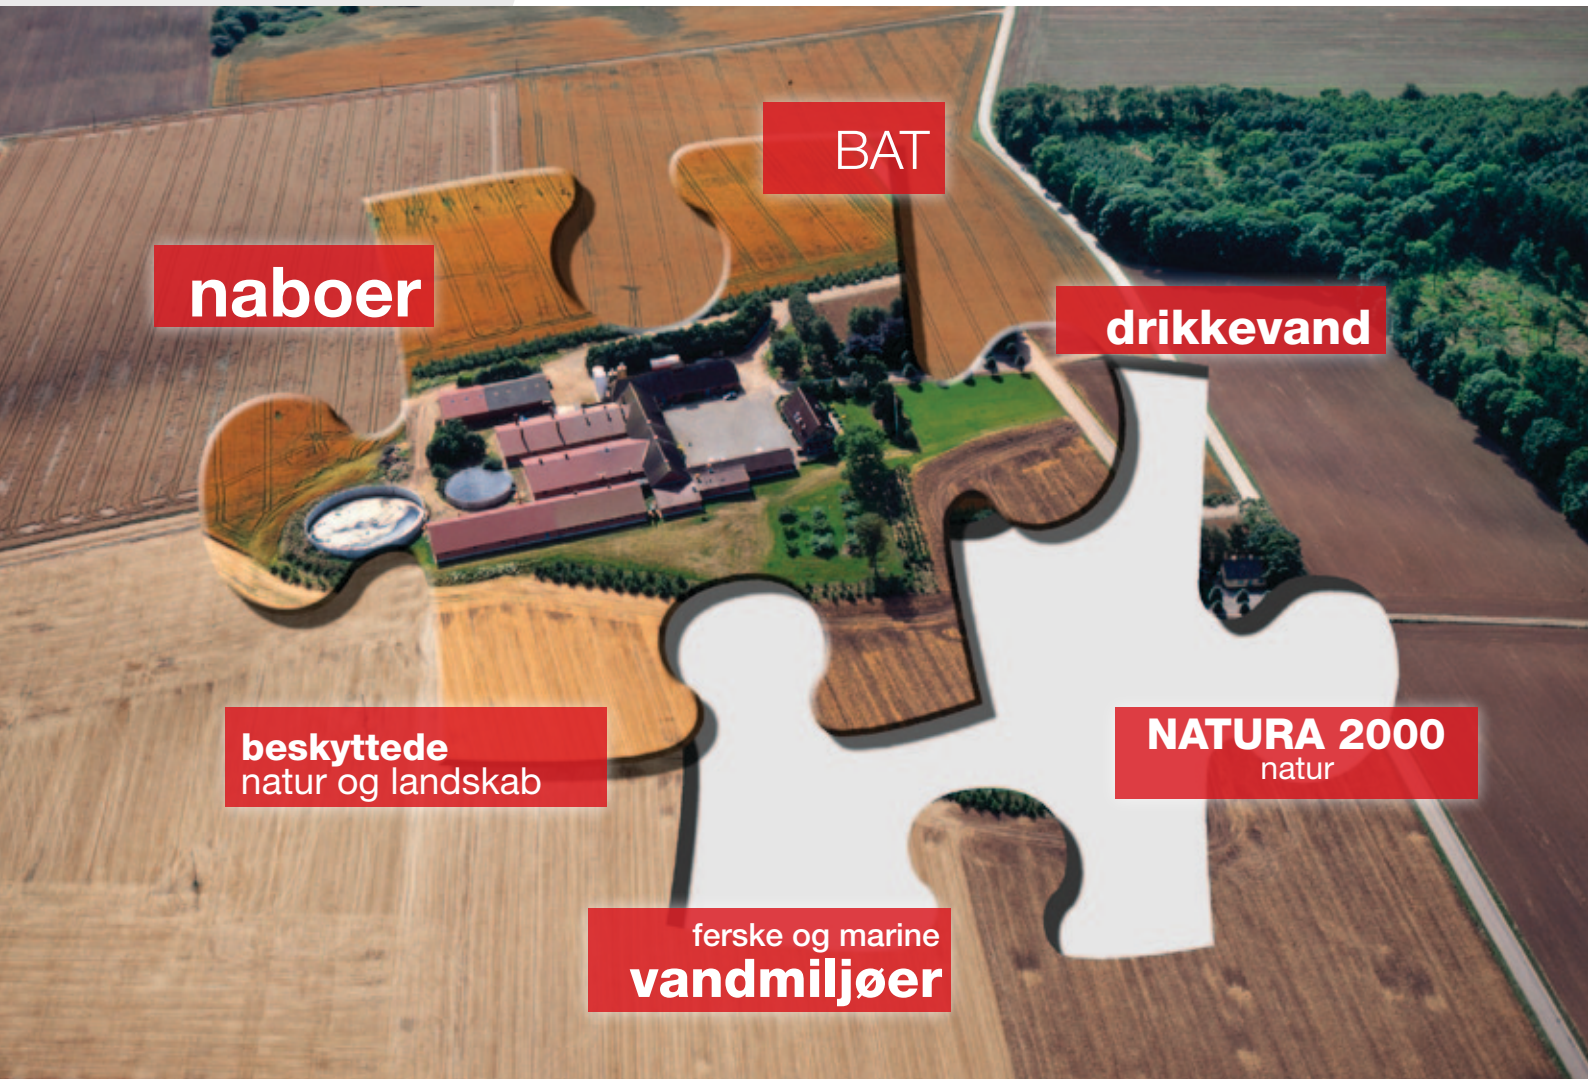 BAT
naboer
drikkevand
beskyttede
natur og landskab
NATURA 2000
natur
ferske og marine
vandmiljøer